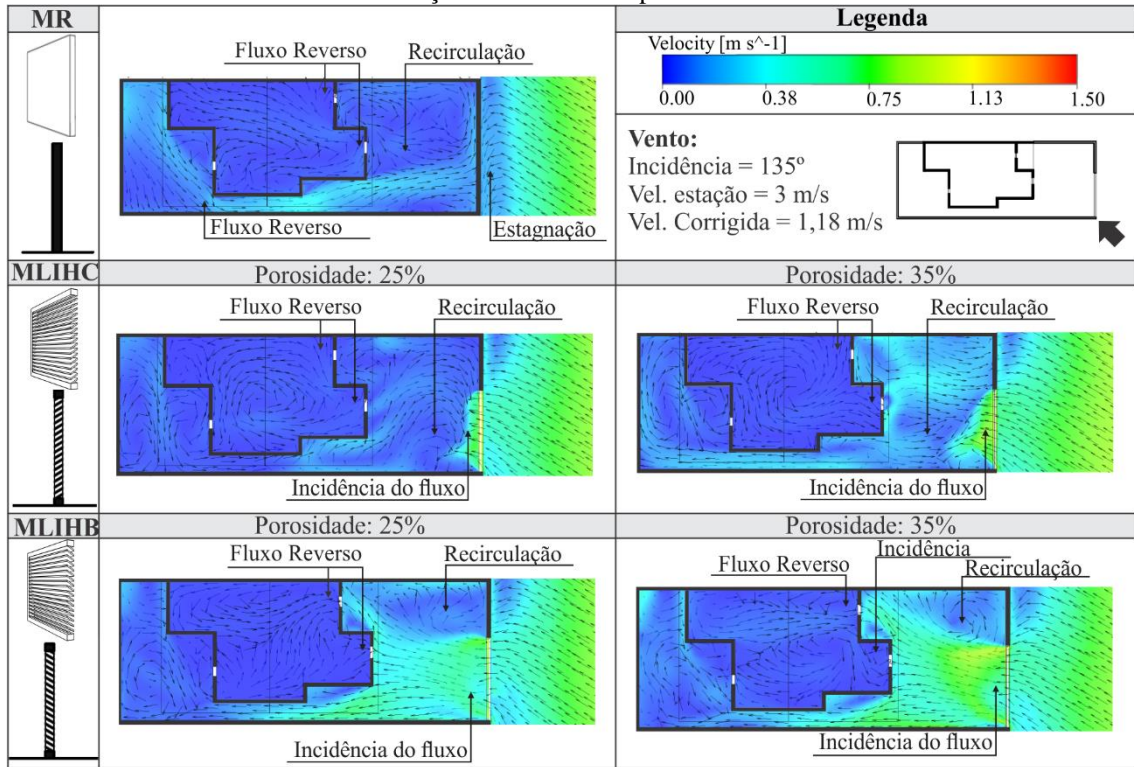 MR
Fluxo Reverso
Recirculação
Fluxo Reverso
Estagnação
Legenda
Velocity [m s^-1]
0.00 0.38 0.75 1.13 1.50
Vento:
Incidência = 135º
Vel. estação = 3 m/s
Vel. Corrigida = 1,18 m/s
MLIHC
Porosidade: 25%
Fluxo Reverso
Recirculação
Incidência do fluxo
Porosidade: 35%
Fluxo Reverso
Recirculação
Incidência do fluxo
MLIHB
Porosidade: 25%
Fluxo Reverso
Recirculação
Incidência do fluxo
Porosidade: 35%
Incidência
Fluxo Reverso
Recirculação
Incidência do fluxo